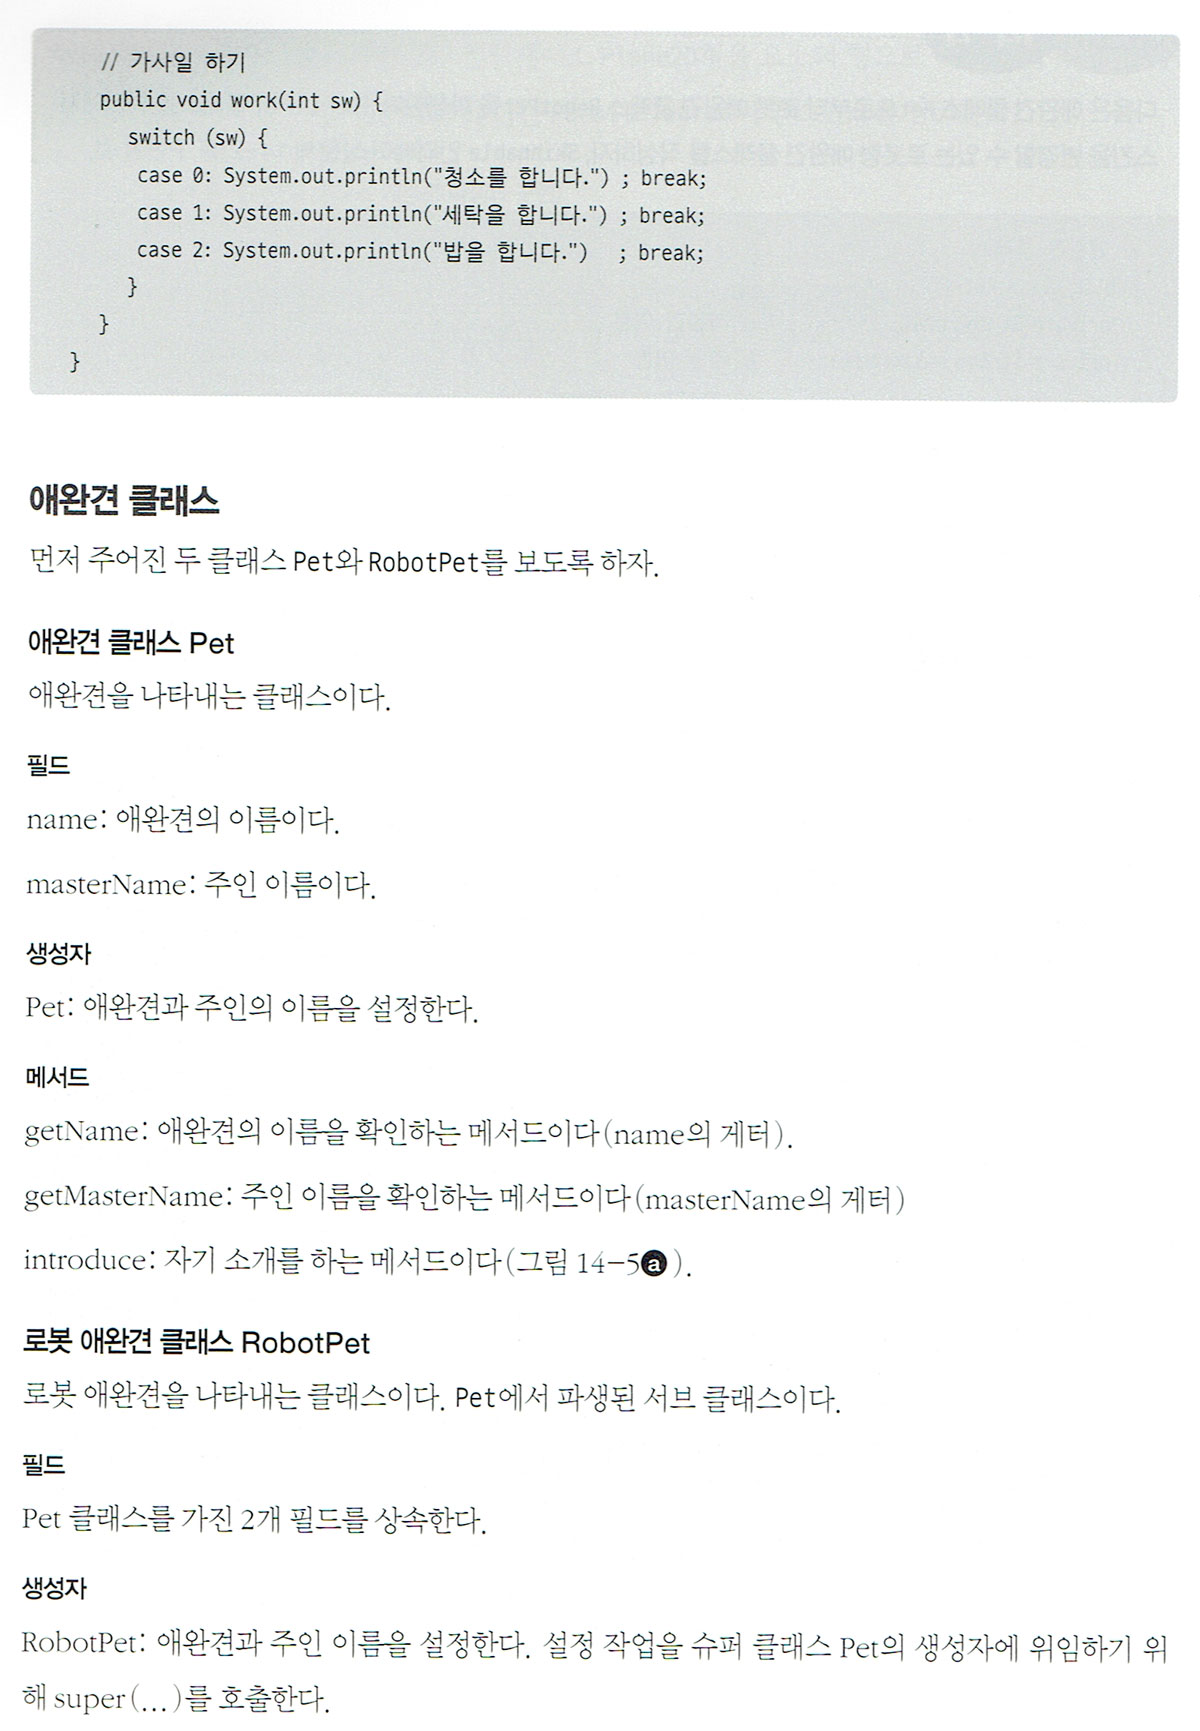 // 가사일 하기
public void work(int sw) {
switch (sw) {
case 0: System.out.println("청소를 합니다.") ; break;
case 1: System.out.println("세탁을 합니다.") ; break;
case 2: System.out.println("밥을 합니다.") ; break;
}
}
}
애완견 클래스
먼저 주어진 두 클래스 Pet와 RobotPet를 보도록 하자.
애완견 클래스 Pet
애완견을 나타내는 클래스이다.
필드
name: 애완견의 이름이다.
masterName: 주인 이름이다.
생성자
Pet: 애완견과 주인의 이름을 설정한다.
메서드
getName: 애완견의 이름을 확인하는 메서드이다(name의 게터).
getMasterName: 주인 이름을 확인하는 메서드이다(masterName의 게터)
introduce: 자기 소개를 하는 메서드이다(그림 14-5ⓐ).
로봇 애완견 클래스 RobotPet
로봇 애완견을 나타내는 클래스이다. Pet에서 파생된 서브 클래스이다.
필드
Pet 클래스를 가진 2개 필드를 상속한다.
생성자
RobotPet: 애완견과 주인 이름을 설정한다. 설정 작업을 슈퍼 클래스 Pet의 생성자에 위임하기 위
해 super(...)를 호출한다.